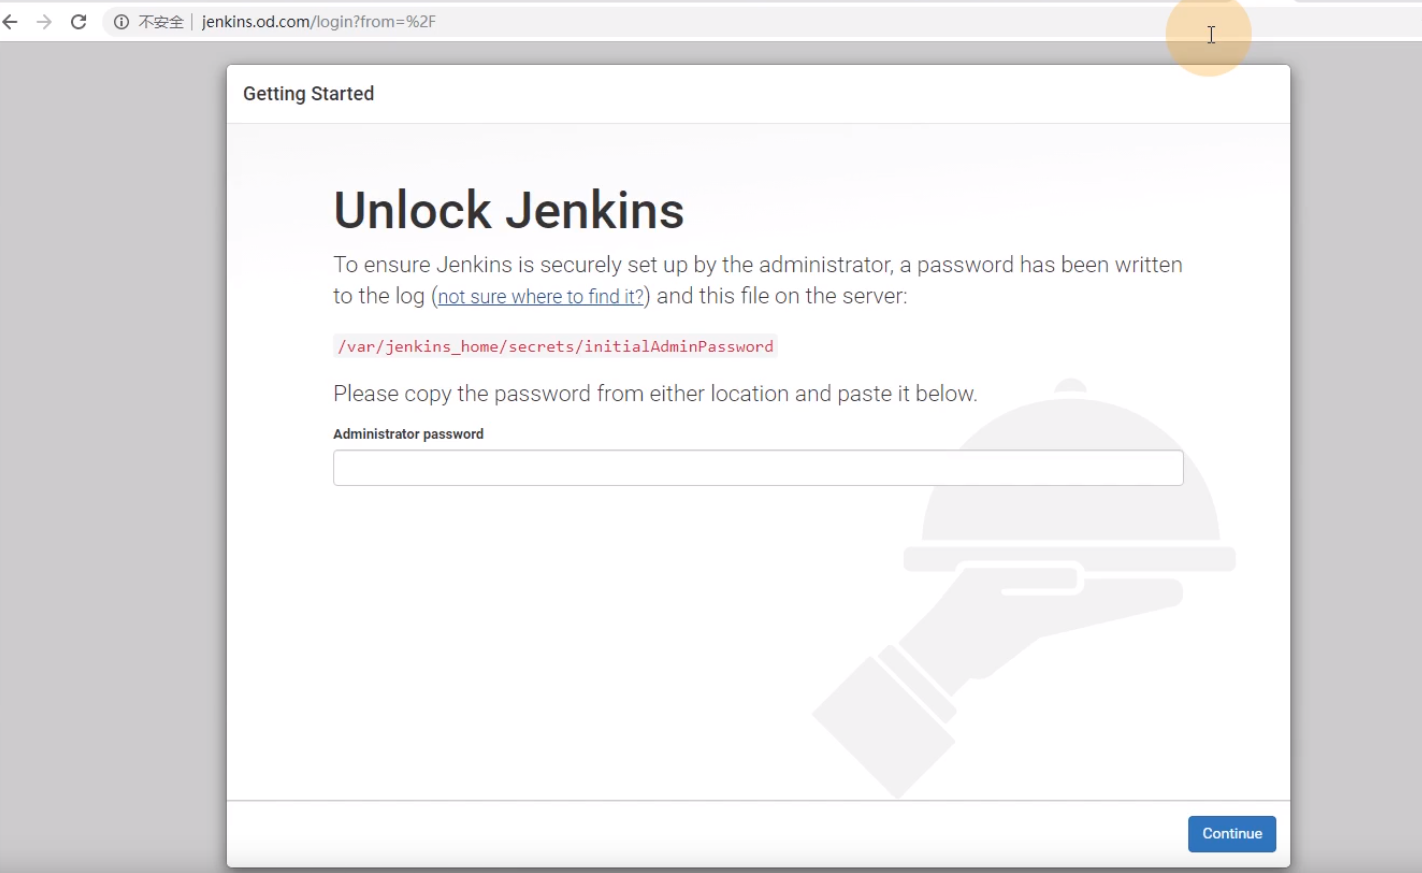 不安全 jenkins.od.com/login?from=%2F
Getting Started
Unlock Jenkins
To ensure Jenkins is securely set up by the administrator, a password has been written
to the log (not sure where to find it?) and this file on the server:
/var/jenkins_home/secrets/initialAdminPassword
Please copy the password from either location and paste it below.
Administrator password
Continue